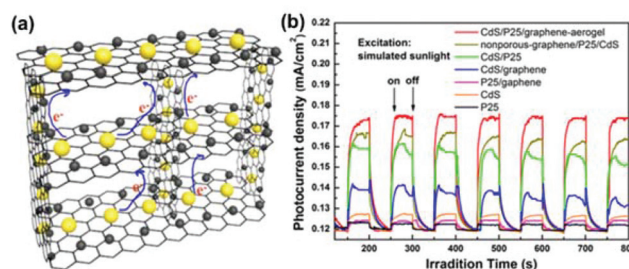 (a)
e-
e-
e-
e-
e-
(b)
Photocurrent density (mA/cm²)
0.22
0.21
0.20
0.19
0.18
0.17
0.16
0.15
0.14
0.13
0.12
Excitation:
simulated sunlight
on off
CdS/P25/graphene-aerogel
nonporous-graphene/P25/CdS
CdS/P25
CdS/graphene
P25/gaphene
CdS
P25
200 300 400 500 600 700 800
Irradition Time (s)